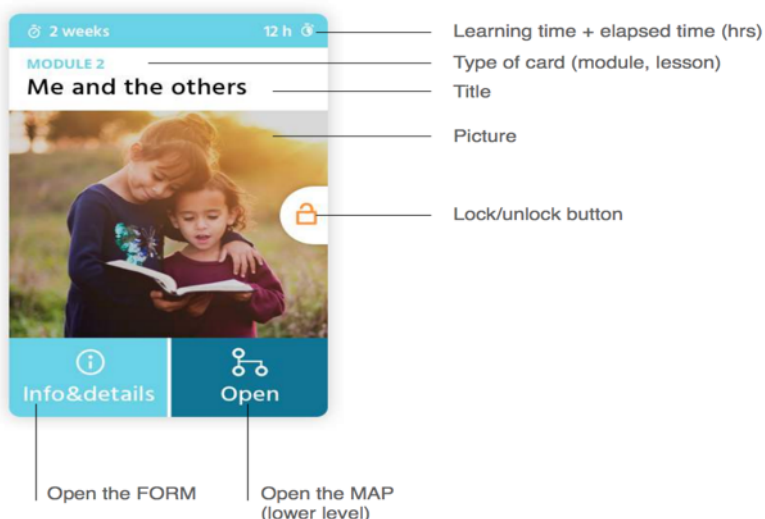 2 weeks 12 h
Learning time + elapsed time (hrs)
MODULE 2
Type of card (module, lesson)
Me and the others
Title
Picture
Lock/unlock button
Info&details
Open
Open the FORM
Open the MAP
(lower level)